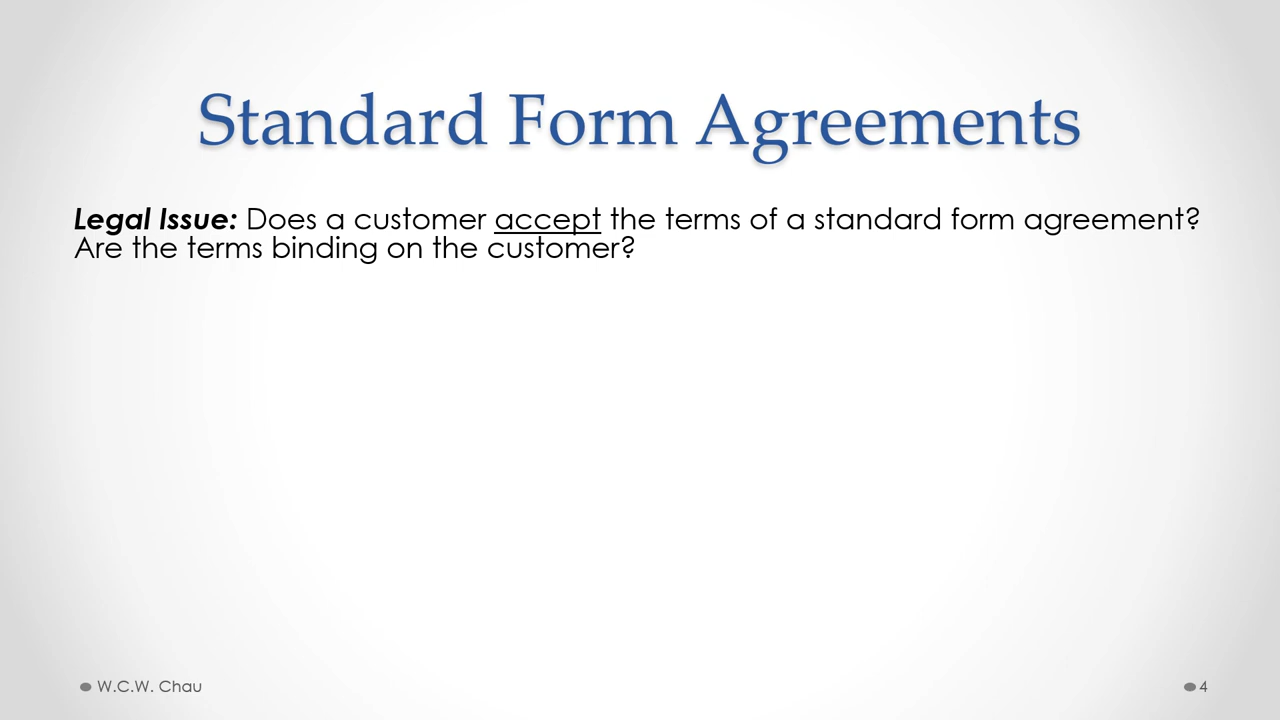 Standard Form Agreements
Legal Issue: Does a customer accept the terms of a standard form agreement?
Are the terms binding on the customer?
W.C.W. Chau
4